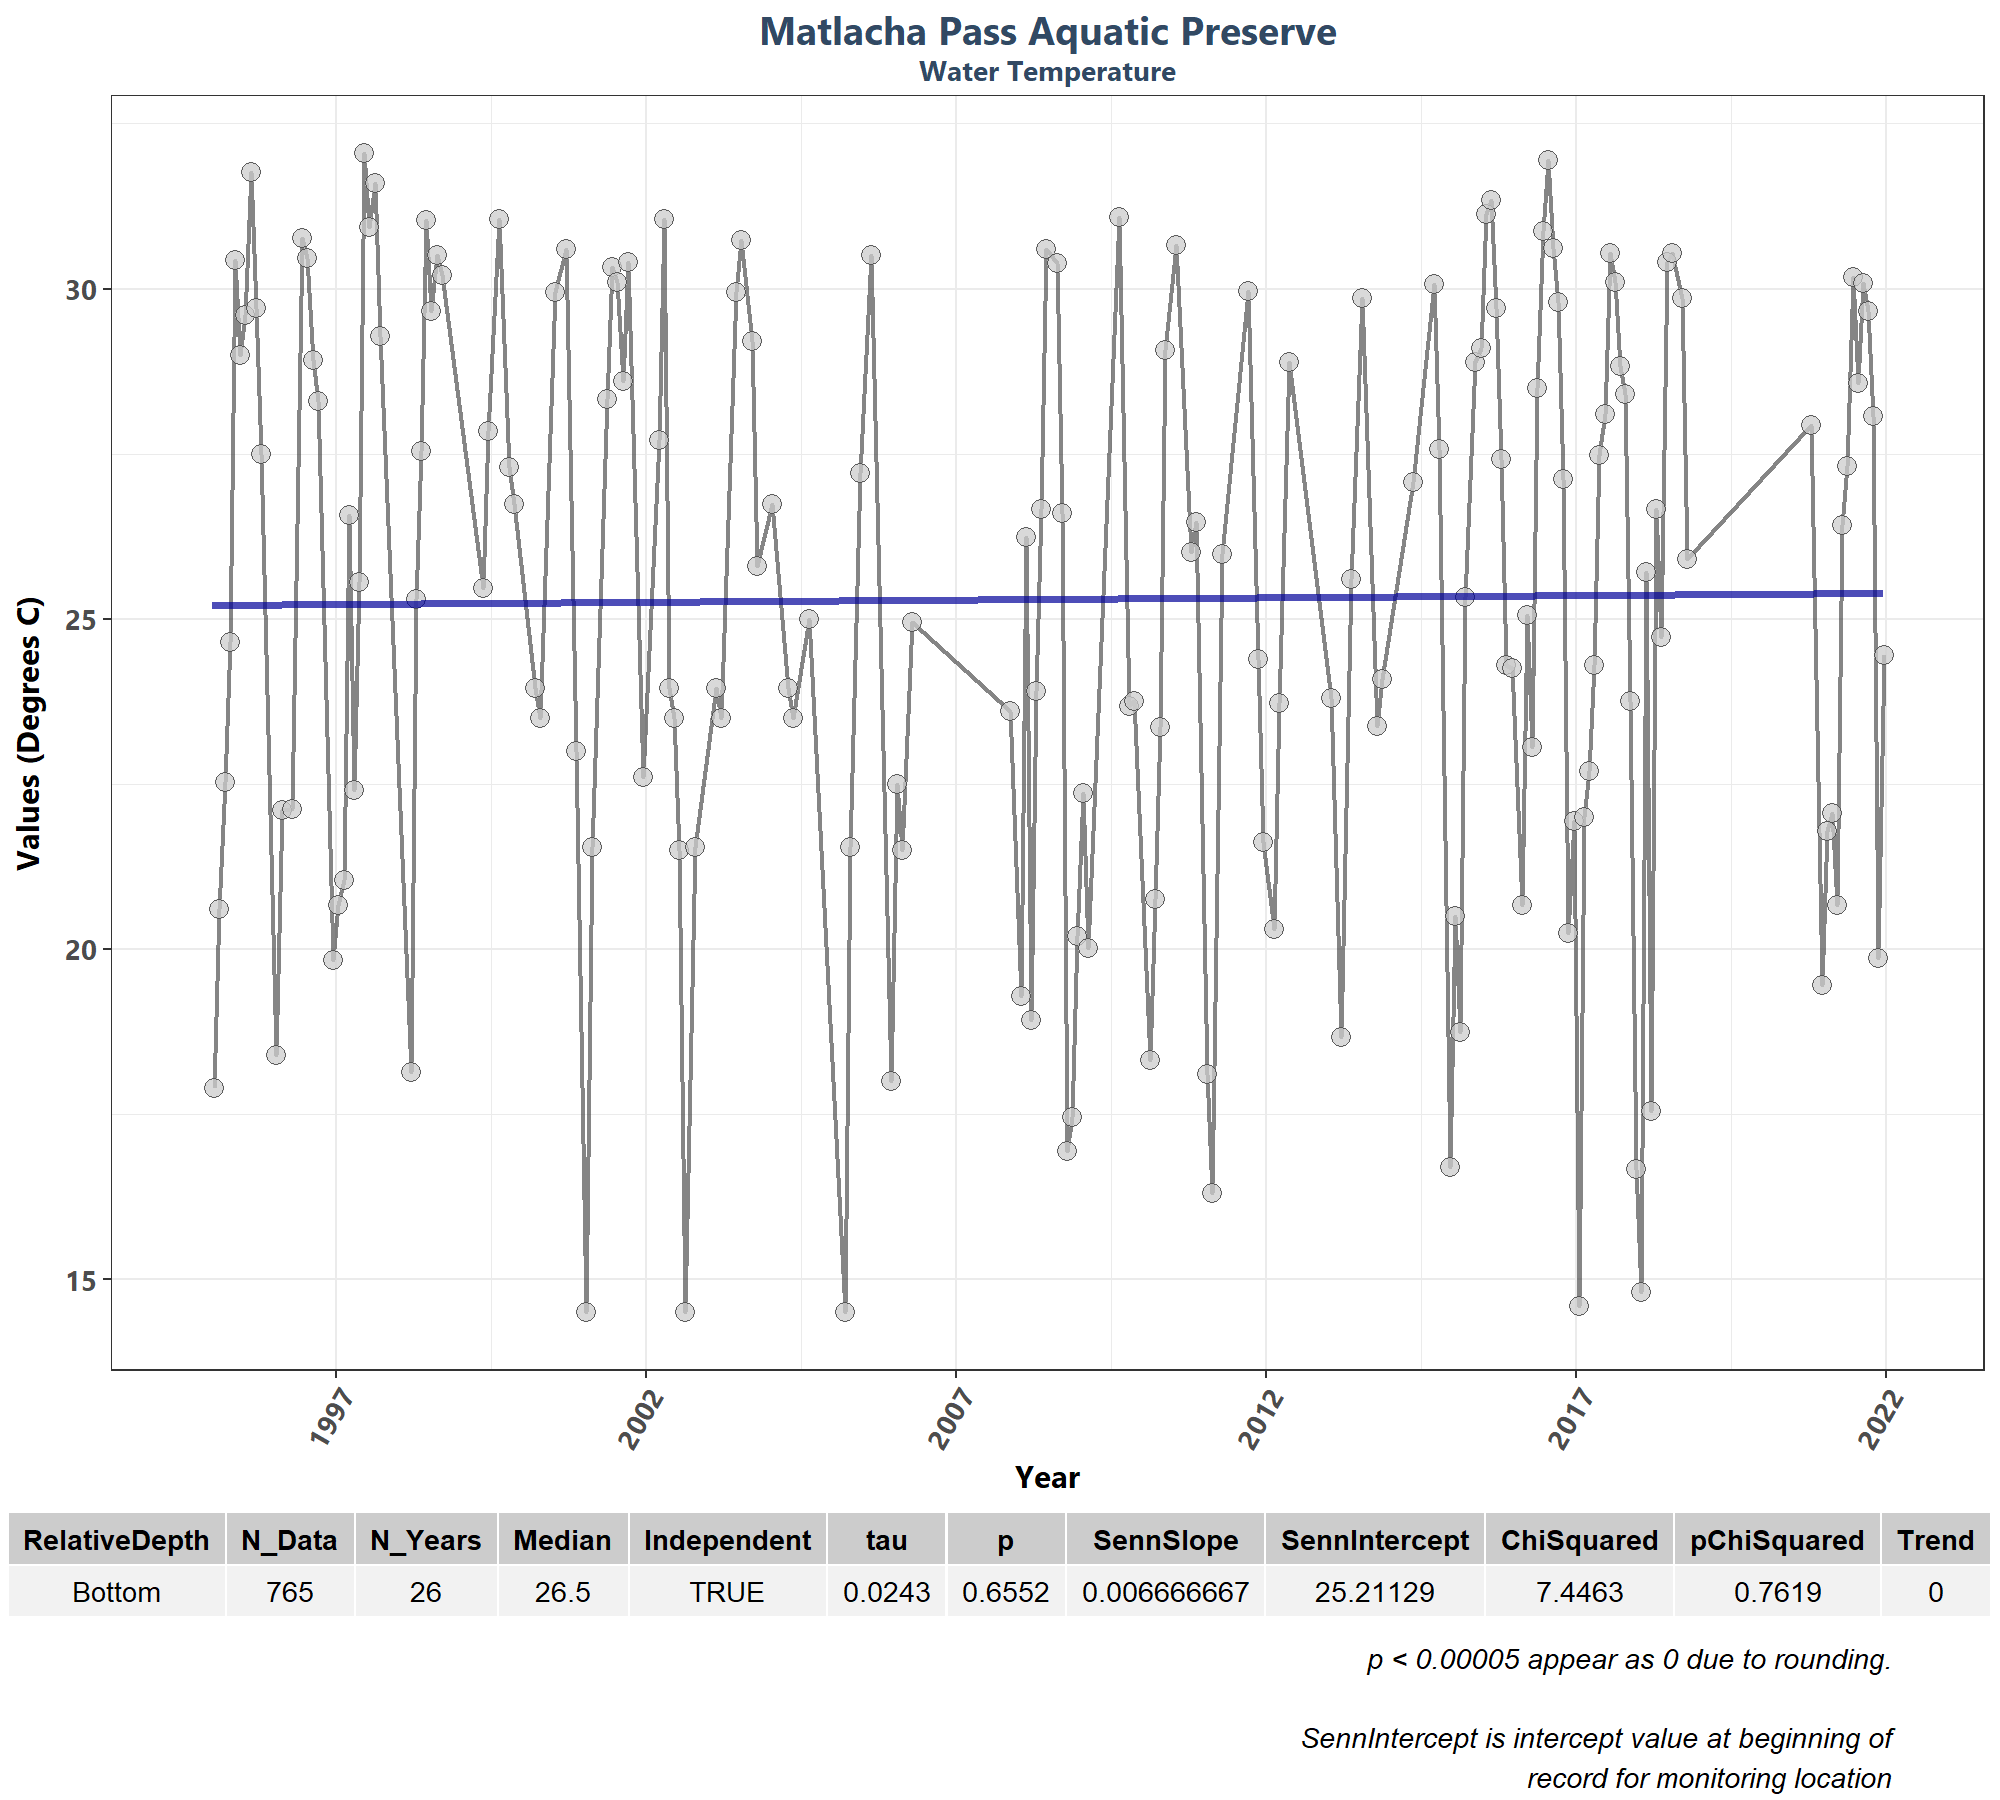 Matlacha Pass Aquatic Preserve
Water Temperature
Values (Degrees C)
30
25
20
15
1997
2002
2007
2012
2017
2022
Year
RelativeDepth N_Data N_Years Median Independent tau p SennSlope SennIntercept ChiSquared pChiSquared Trend
Bottom 765 26 26.5 TRUE 0.0243 0.6552 0.006666667 25.21129 7.4463 0.7619 0
p < 0.00005 appear as 0 due to rounding.
SennIntercept is intercept value at beginning of
record for monitoring location